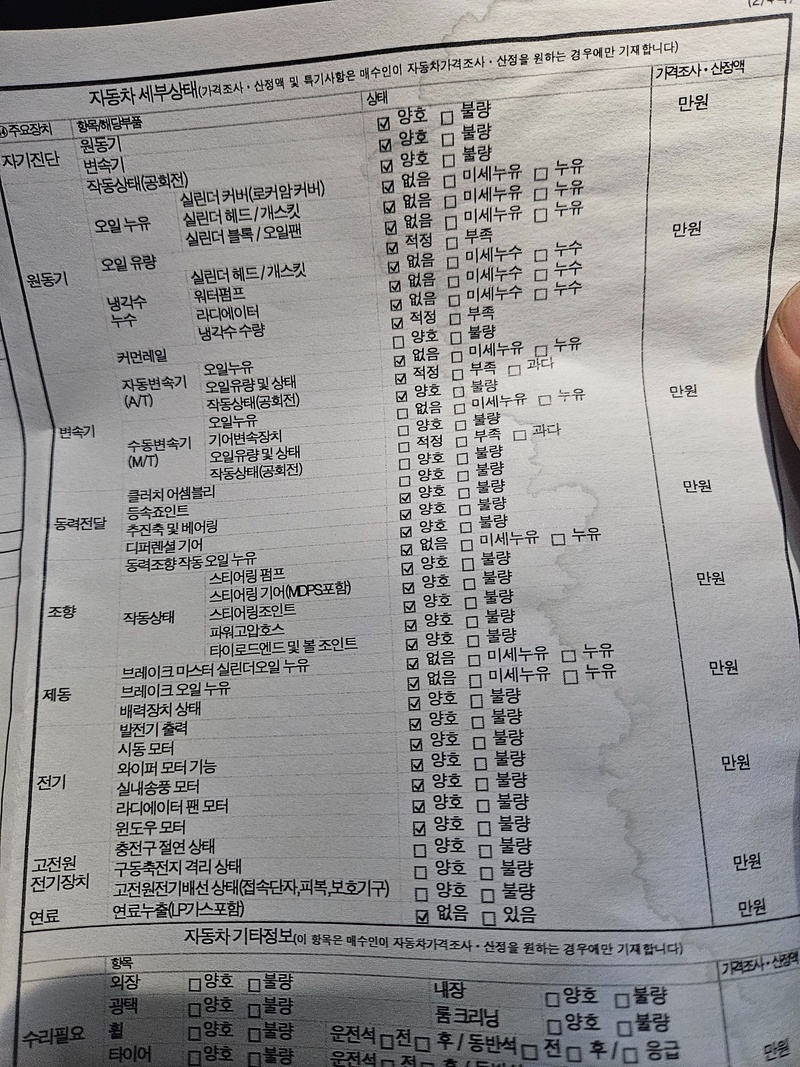 자동차 세부상태(가격조사·산정액 및 특기사항은 매수인이 자동차가격조사·산정을 원하는 경우에만 기재합니다)
주요장치 항목/해당부품 상태 가격조사·산정액
자기진단 원동기 ☑ 양호 ☐ 불량 만원
변속기 ☑ 양호 ☐ 불량
원동기 작동상태(공회전) ☑ 양호 ☐ 불량 만원
오일 누유 실린더 커버(로커암 커버) ☑ 없음 ☐ 미세누유 ☐ 누유
실린더 헤드 / 개스킷 ☑ 없음 ☐ 미세누유 ☐ 누유
실린더 블록 / 오일팬 ☑ 없음 ☐ 미세누유 ☐ 누유
오일 유량 ☑ 적정 ☐ 부족
냉각수 누수 실린더 헤드 / 개스킷 ☑ 없음 ☐ 미세누수 ☐ 누수
워터펌프 ☑ 없음 ☐ 미세누수 ☐ 누수
라디에이터 ☑ 없음 ☐ 미세누수 ☐ 누수
냉각수 수량 ☑ 적정 ☐ 부족
커먼레일 ☐ 양호 ☐ 불량
변속기 자동변속기 (A/T) 오일누유 ☑ 없음 ☐ 미세누유 ☐ 누유 만원
오일유량 및 상태 ☑ 적정 ☐ 부족 ☐ 과다
작동상태(공회전) ☑ 양호 ☐ 불량
수동변속기 (M/T) 오일누유 ☐ 없음 ☐ 미세누유 ☐ 누유
기어변속장치 ☐ 양호 ☐ 불량
오일유량 및 상태 ☐ 적정 ☐ 부족 ☐ 과다
작동상태(공회전) ☐ 양호 ☐ 불량
동력전달 클러치 어셈블리 ☐ 양호 ☐ 불량 만원
등속죠인트 ☑ 양호 ☐ 불량
추진축 및 베어링 ☑ 양호 ☐ 불량
디퍼렌셜 기어 ☑ 양호 ☐ 불량
조향 동력조향 작동 오일 누유 ☑ 없음 ☐ 미세누유 ☐ 누유 만원
작동상태 스티어링 펌프 ☑ 양호 ☐ 불량
스티어링 기어(MDPS포함) ☑ 양호 ☐ 불량
스티어링조인트 ☑ 양호 ☐ 불량
파워고압호스 ☑ 양호 ☐ 불량
타이로드엔드 및 볼 조인트 ☑ 양호 ☐ 불량
제동 브레이크 마스터 실린더오일 누유 ☑ 없음 ☐ 미세누유 ☐ 누유 만원
브레이크 오일 누유 ☑ 없음 ☐ 미세누유 ☐ 누유
배력장치 상태 ☑ 양호 ☐ 불량
전기 발전기 출력 ☑ 양호 ☐ 불량 만원
시동 모터 ☑ 양호 ☐ 불량
와이퍼 모터 기능 ☑ 양호 ☐ 불량
실내송풍 모터 ☑ 양호 ☐ 불량
라디에이터 팬 모터 ☑ 양호 ☐ 불량
윈도우 모터 ☑ 양호 ☐ 불량
고전원 전기장치 충전구 절연 상태 ☐ 양호 ☐ 불량 만원
구동축전지 격리 상태 ☐ 양호 ☐ 불량
고전원전기배선 상태(접속단자,피복,보호기구) ☐ 양호 ☐ 불량
연료 연료누출(LP가스포함) ☑ 없음 ☐ 있음 만원
자동차 기타정보(이 항목은 매수인이 자동차가격조사·산정을 원하는 경우에만 기재합니다)
항목 가격조사·산정액
수리필요 외장 ☐양호 ☐불량 내장 ☐양호 ☐불량 만원
광택 ☐양호 ☐불량 룸 크리닝 ☐양호 ☐불량
휠 ☐양호 ☐불량 운전석☐전☐ 후 / 동반석☐ 전☐ 후 /☐ 응급
타이어 ☐양호 ☐불량 운전석☐